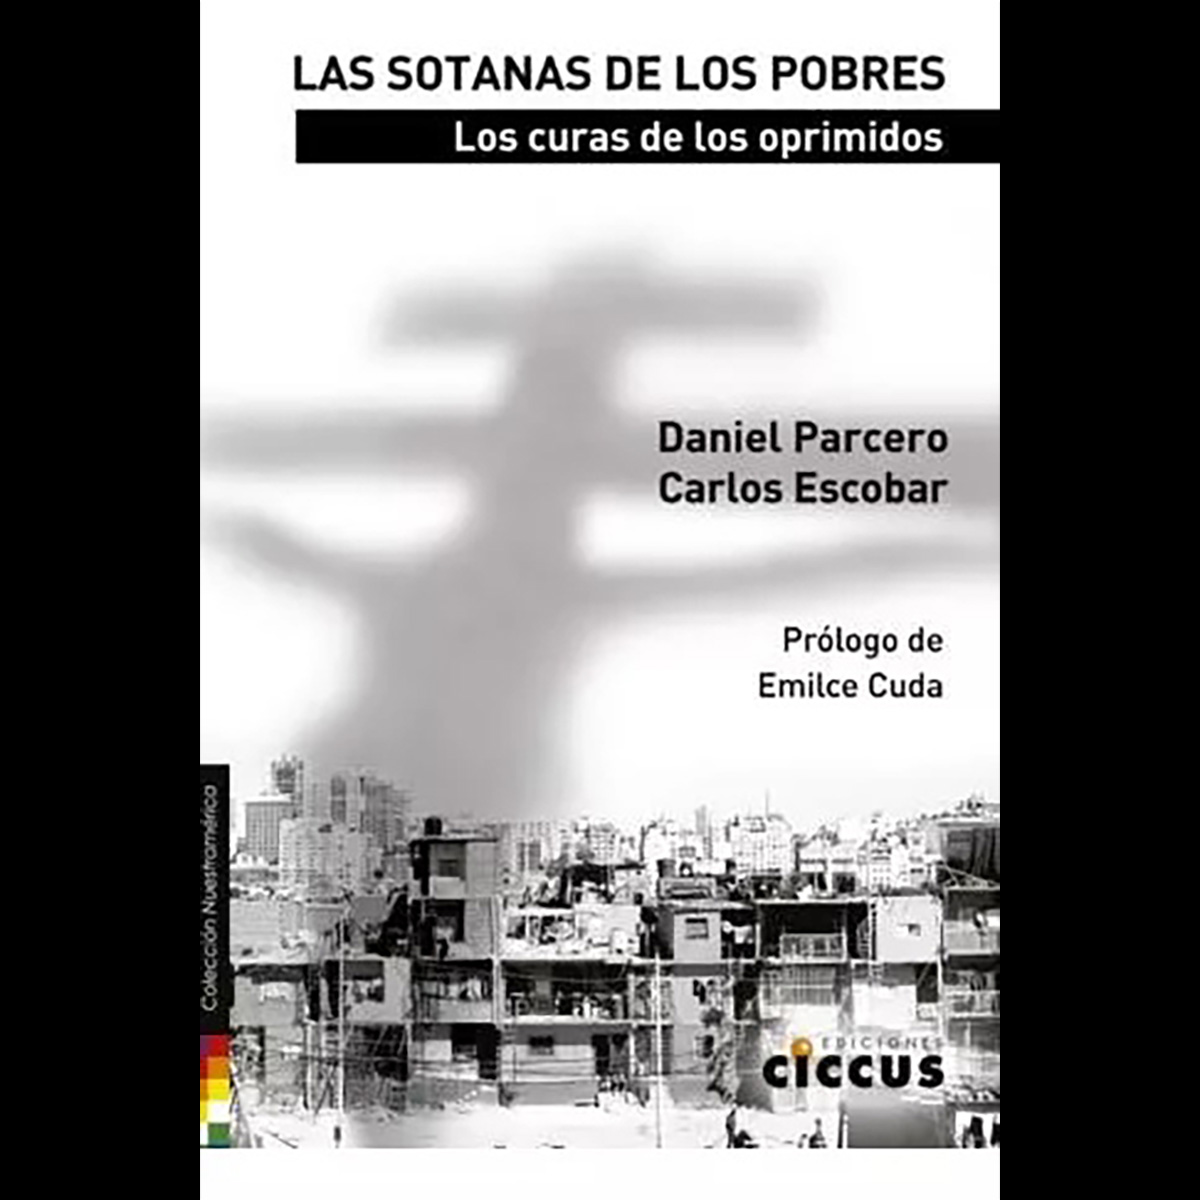 LAS SOTANAS DE LOS POBRES
Los curas de los oprimidos
Daniel Parcero
Carlos Escobar
Prólogo de
Emilce Cuda
Colección Nuestramérica
EDICIONES
CICCUS